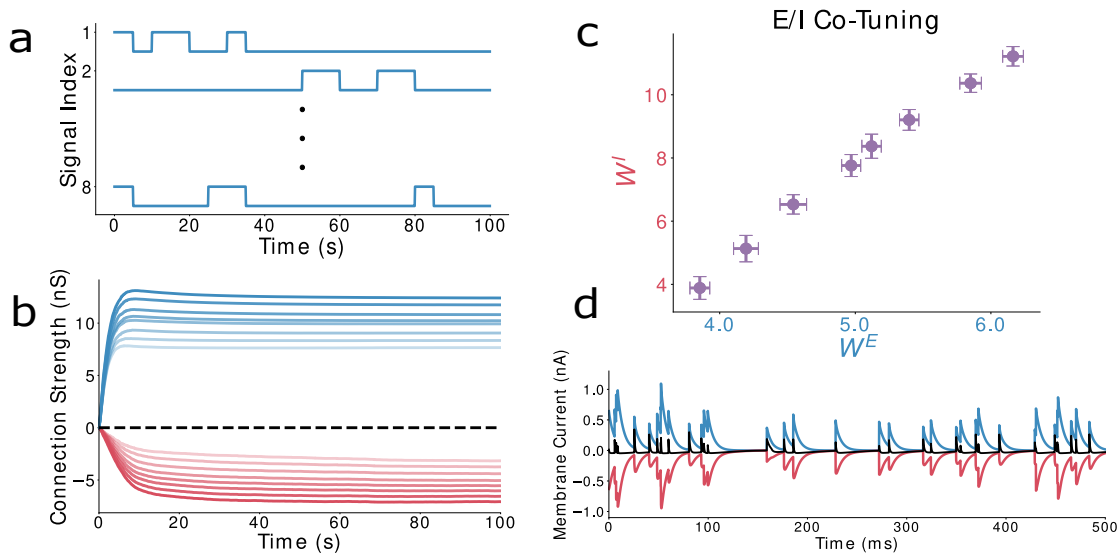 a
Signal Index
1
2
8
0 20 40 60 80 100
Time (s)
b
Connection Strength (nS)
10
5
0
−5
0 20 40 60 80 100
Time (s)
c
E/I Co-Tuning
W^I
10
8
6
4
4.0 5.0 6.0
W^E
d
Membrane Current (nA)
1.0
0.5
0.0
−0.5
−1.0
0 100 200 300 400 500
Time (ms)